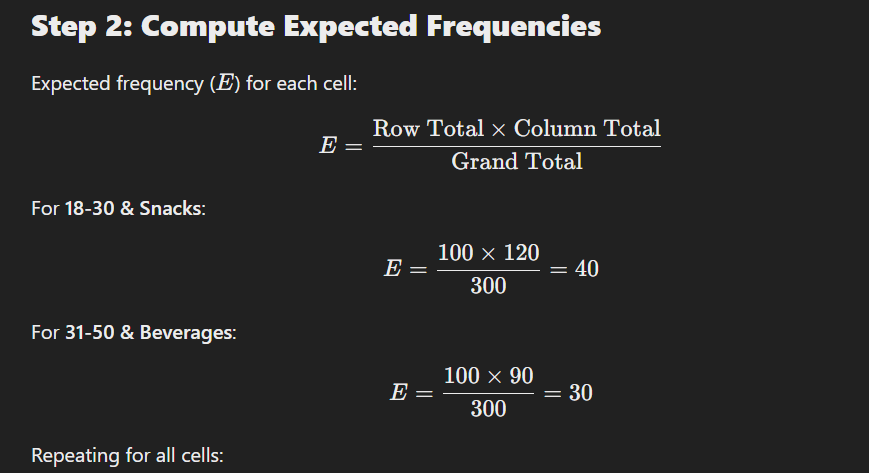 Step 2: Compute Expected Frequencies
Expected frequency (E) for each cell:
E = Row Total × Column Total / Grand Total
For 18-30 & Snacks:
E = 100 × 120 / 300 = 40
For 31-50 & Beverages:
E = 100 × 90 / 300 = 30
Repeating for all cells: